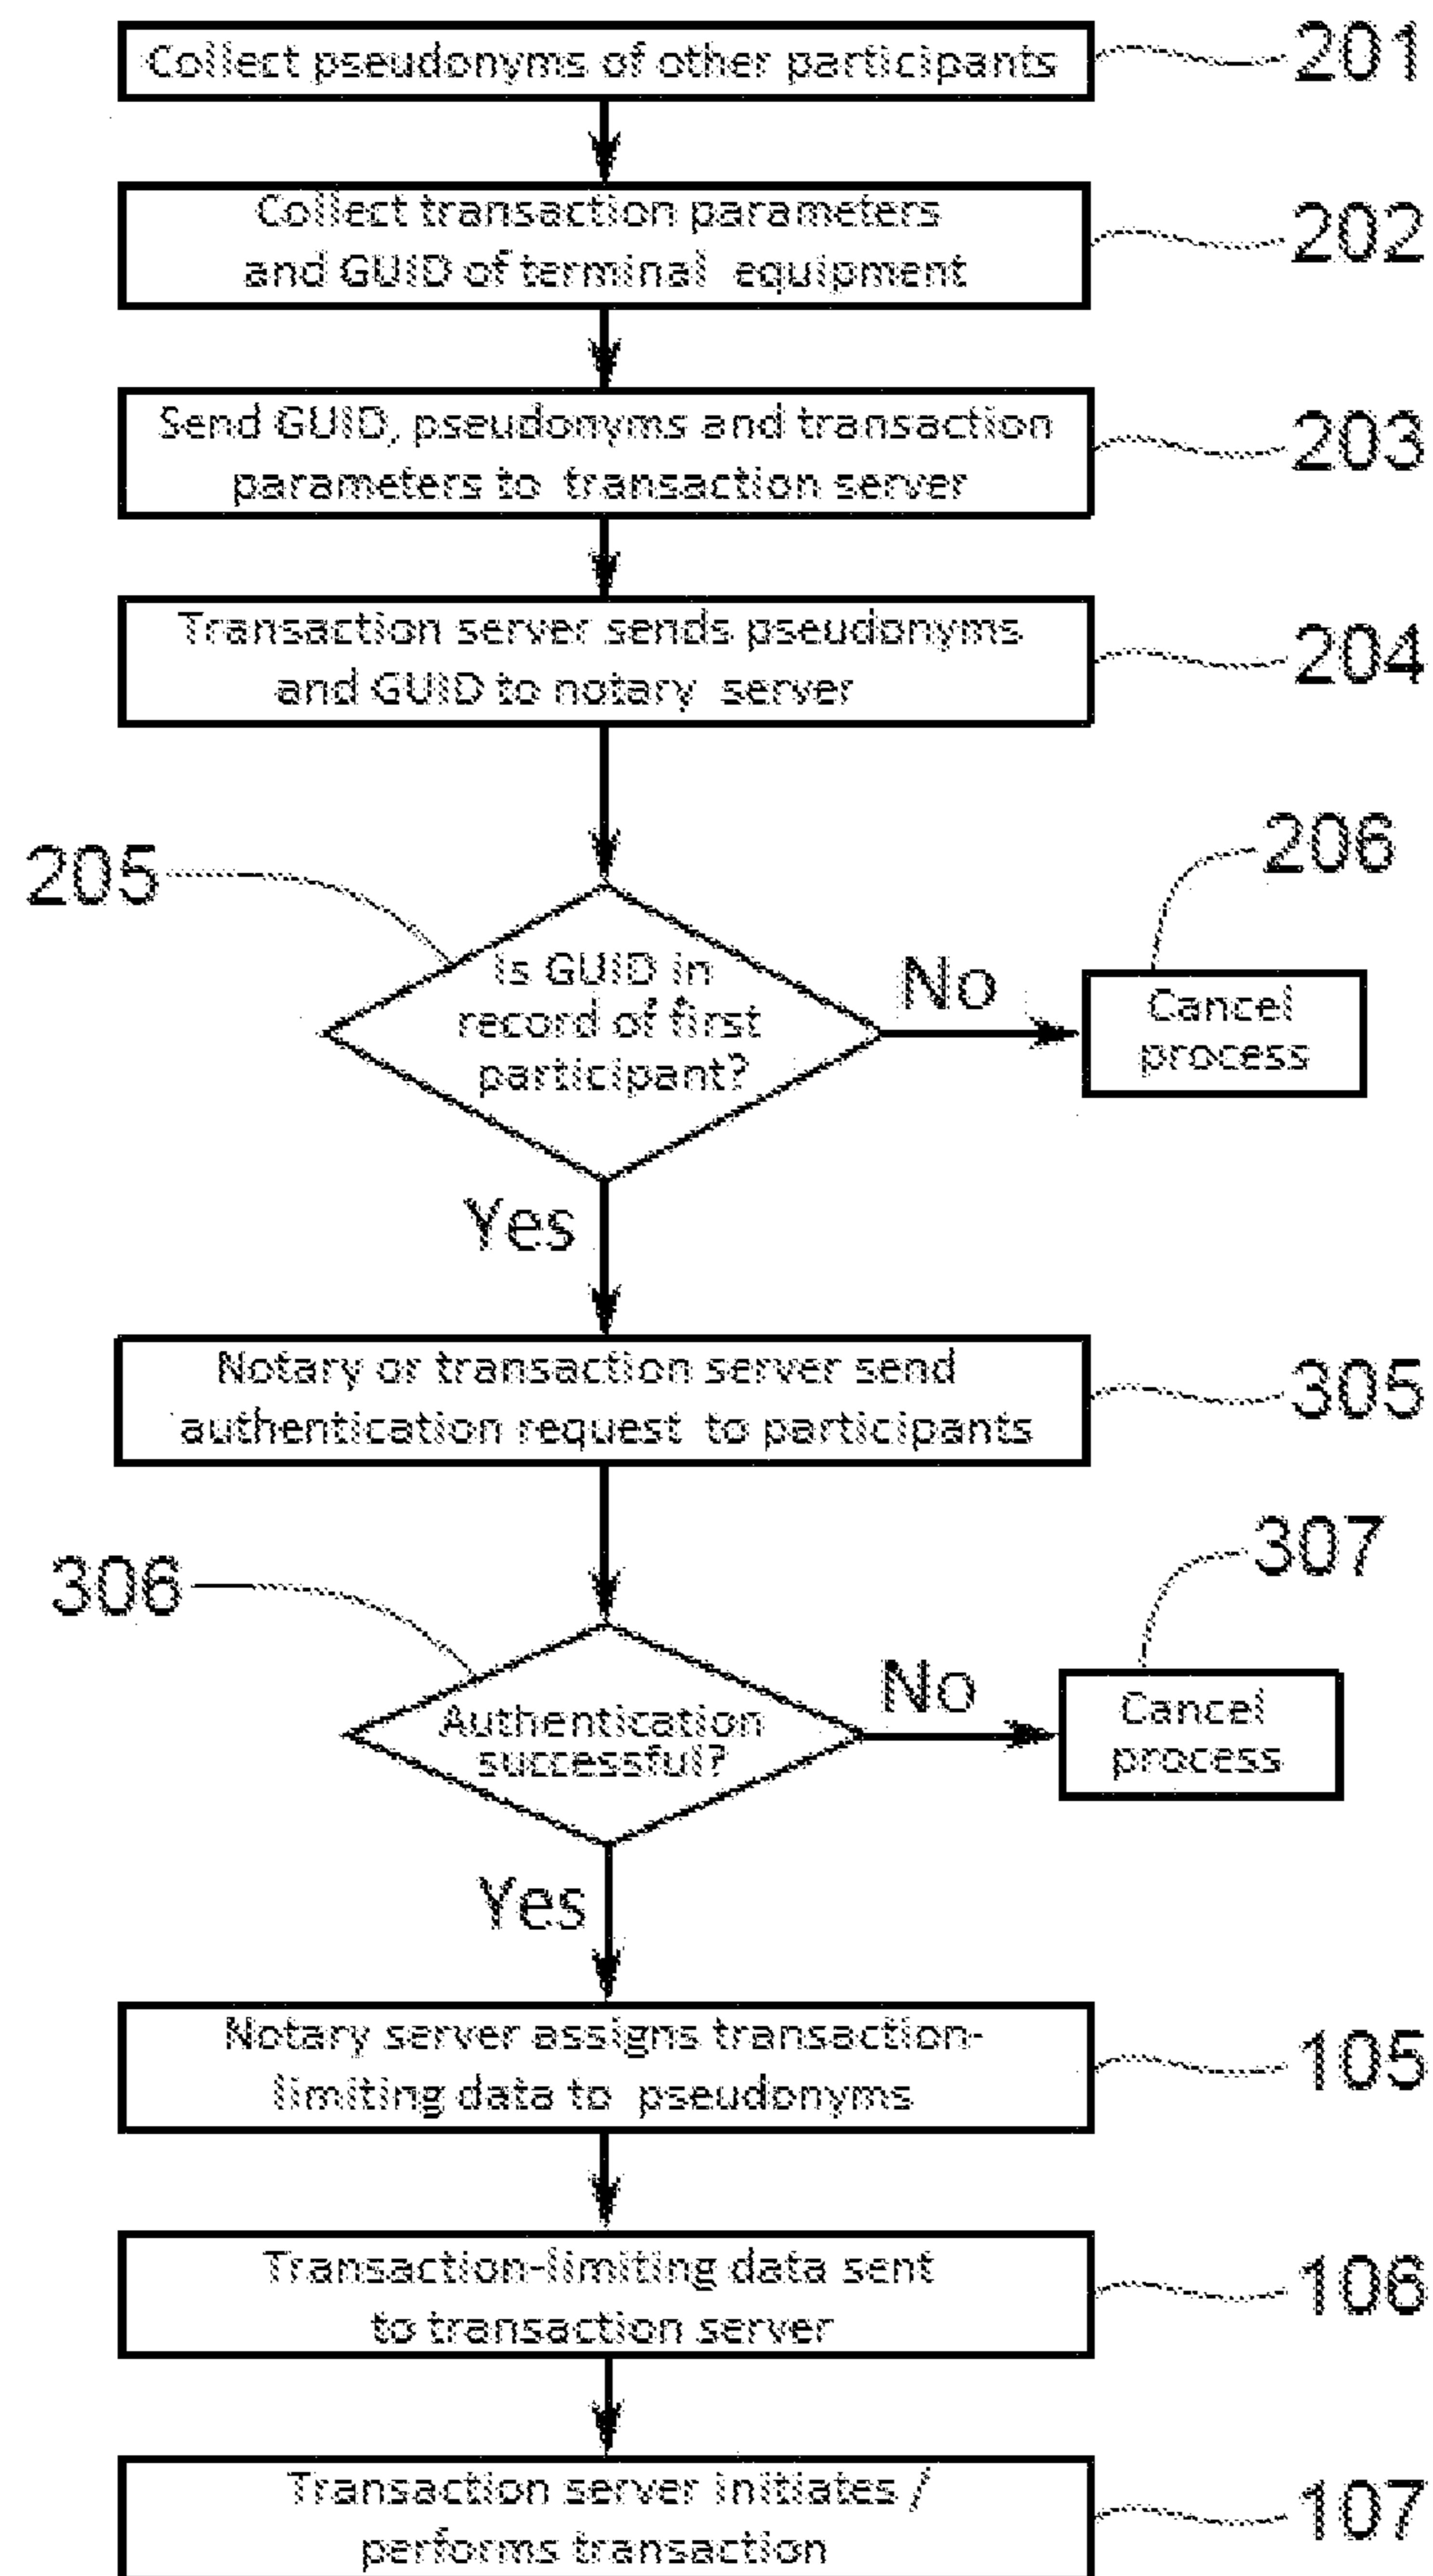 Collect pseudonyms of other participants
201
Collect transaction parameters
and GUID of terminal equipment
202
Send GUID, pseudonyms and transaction
parameters to transaction server
203
Transaction server sends pseudonyms
and GUID to notary server
204
205
Is GUID in
record of first
participant?
No
206
Cancel
process
Yes
Notary or transaction server send
authentication request to participants
305
306
Authentication
successful?
No
307
Cancel
process
Yes
Notary server assigns transaction-
limiting data to pseudonyms
105
Transaction-limiting data sent
to transaction server
106
Transaction server initiates /
performs transaction
107